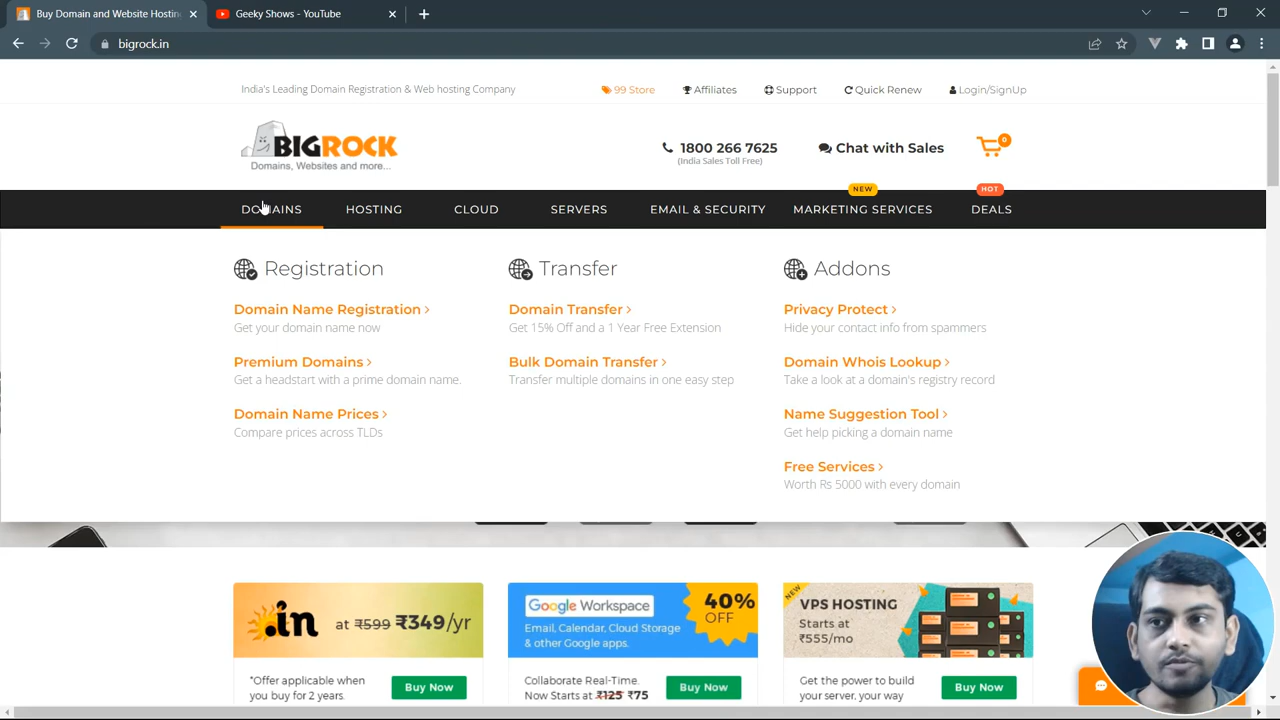 Buy Domain and Website Hosting
Geeky Shows - YouTube
bigrock.in
India's Leading Domain Registration & Web hosting Company
99 Store
Affiliates
Support
Quick Renew
Login/SignUp
BIGROCK
Domains, Websites and more...
1800 266 7625
(India Sales Toll Free)
Chat with Sales
0
NEW
HOT
DOMAINS
HOSTING
CLOUD
SERVERS
EMAIL & SECURITY
MARKETING SERVICES
DEALS
Registration
Domain Name Registration >
Get your domain name now
Premium Domains >
Get a headstart with a prime domain name.
Domain Name Prices >
Compare prices across TLDs
Transfer
Domain Transfer >
Get 15% Off and a 1 Year Free Extension
Bulk Domain Transfer >
Transfer multiple domains in one easy step
Addons
Privacy Protect >
Hide your contact info from spammers
Domain Whois Lookup >
Take a look at a domain's registry record
Name Suggestion Tool >
Get help picking a domain name
Free Services >
Worth Rs 5000 with every domain
.in at ₹599 ₹349/yr
*Offer applicable when
you buy for 2 years.
Buy Now
Google Workspace
40%
OFF
Email, Calendar, Cloud Storage
& other Google apps.
Collaborate Real-Time.
Now Starts at ₹125 ₹75
Buy Now
NEW
VPS HOSTING
Starts at
₹555/mo
Get the power to build
your server, your way
Buy Now